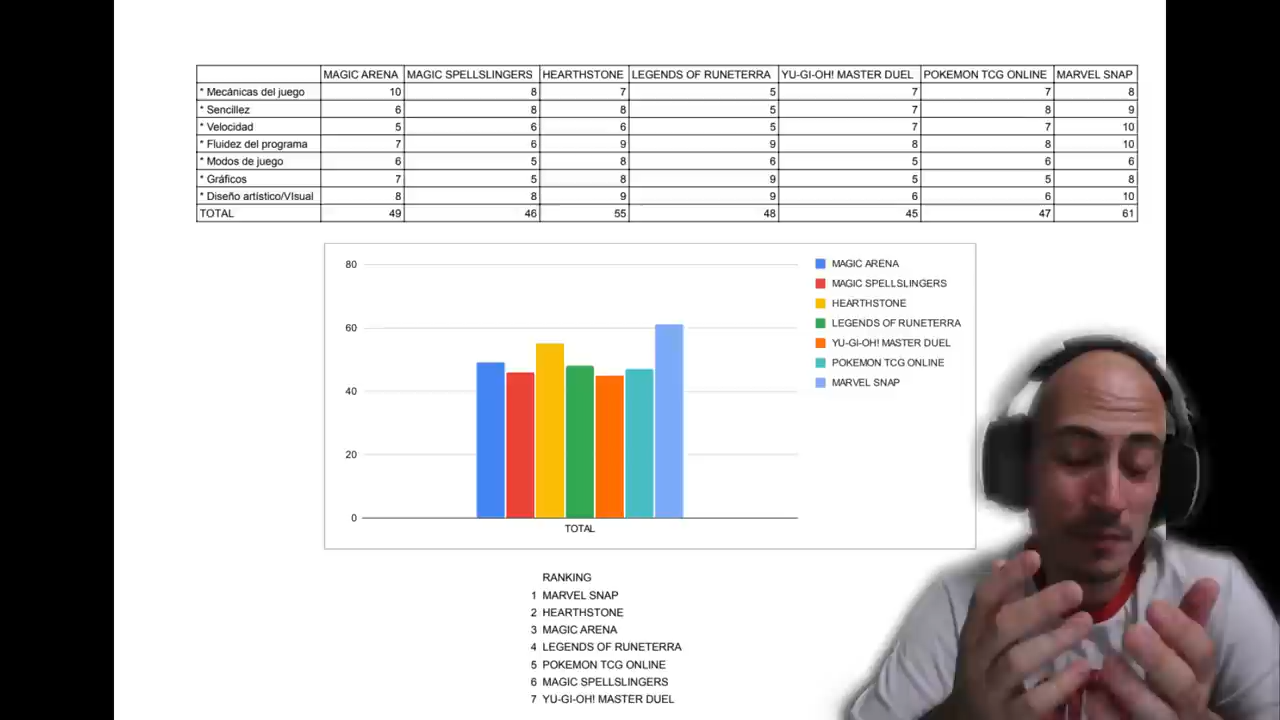 MAGIC ARENA MAGIC SPELLSLINGERS HEARTHSTONE LEGENDS OF RUNETERRA YU-GI-OH! MASTER DUEL POKEMON TCG ONLINE MARVEL SNAP
* Mecánicas del juego 10 8 7 5 7 7 8
* Sencillez 6 8 8 5 7 8 9
* Velocidad 5 6 6 5 7 7 10
* Fluidez del programa 7 6 9 9 8 8 10
* Modos de juego 6 5 8 6 5 6 6
* Gráficos 7 5 8 9 5 5 8
* Diseño artístico/VIsual 8 8 9 9 6 6 10
TOTAL 49 46 55 48 45 47 61
80
60
40
20
0
TOTAL
MAGIC ARENA
MAGIC SPELLSLINGERS
HEARTHSTONE
LEGENDS OF RUNETERRA
YU-GI-OH! MASTER DUEL
POKEMON TCG ONLINE
MARVEL SNAP
RANKING
1 MARVEL SNAP
2 HEARTHSTONE
3 MAGIC ARENA
4 LEGENDS OF RUNETERRA
5 POKEMON TCG ONLINE
6 MAGIC SPELLSLINGERS
7 YU-GI-OH! MASTER DUEL